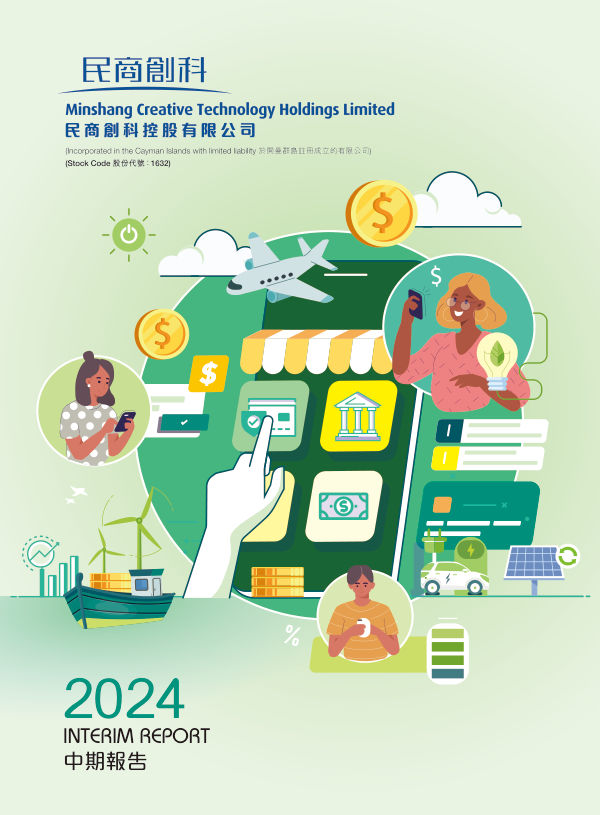 民商創科
Minshang Creative Technology Holdings Limited
民商創科控股有限公司
(Incorporated in the Cayman Islands with limited liability 於開曼群島註冊成立的有限公司)
(Stock Code 股份代號 : 1632)
$
$
$
$
$
%
2024
INTERIM REPORT
中期報告